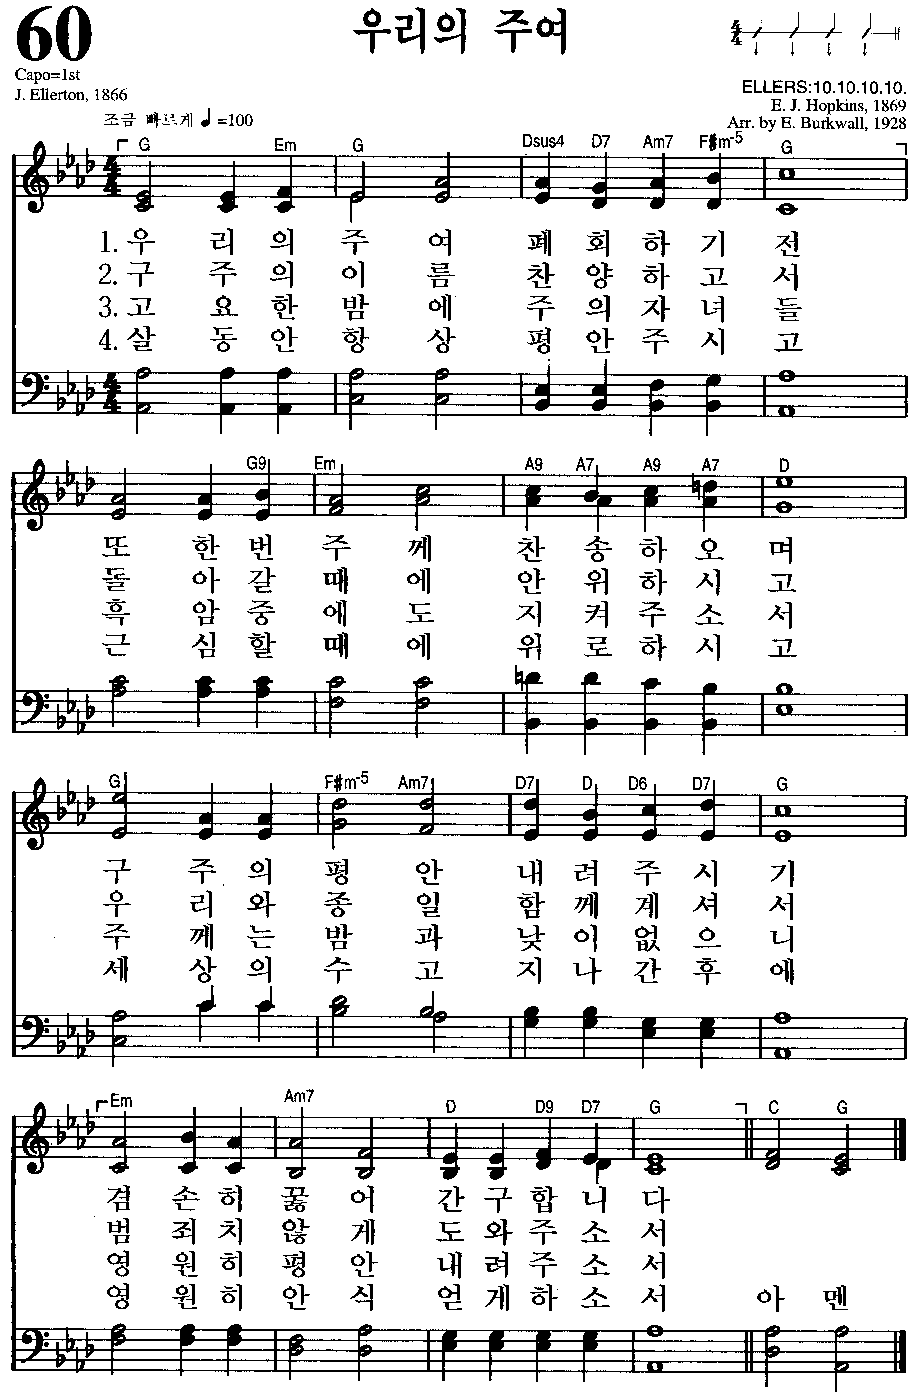 60
우리의 주여
Capo=1st
J. Ellerton, 1866
ELLERS:10.10.10.10.
E. J. Hopkins, 1869
Arr. by E. Burkwall, 1928
조금 빠르게 ♩=100
G Em G Dsus4 D7 Am7 F#m-5 G
4 4
1. 우 리 의 주 여 폐 회 하 기 전
2. 구 주 의 이 름 찬 양 하 고 서
3. 고 요 한 밤 에 주 의 자 녀 들
4. 살 동 안 항 상 평 안 주 시 고
G9 Em A9 A7 A9 A7 D
또 한 번 주 께 찬 송 하 오 며
돌 아 갈 때 에 안 위 하 시 고
흑 암 중 에 도 지 켜 주 소 서
근 심 할 때 에 위 로 하 시 고
G F#m-5 Am7 D7 D D6 D7 G
구 주 의 평 안 내 려 주 시 기
우 리 와 종 일 함 께 계 셔 서
주 께 는 밤 과 낮 이 없 으 니
세 상 의 수 고 지 나 간 후 에
Em Am7 D D9 D7 G C G
겸 손 히 꿇 어 간 구 합 니 다
범 죄 치 않 게 도 와 주 소 서
영 원 히 평 안 내 려 주 소 서
영 원 히 안 식 얻 게 하 소 서 아 멘